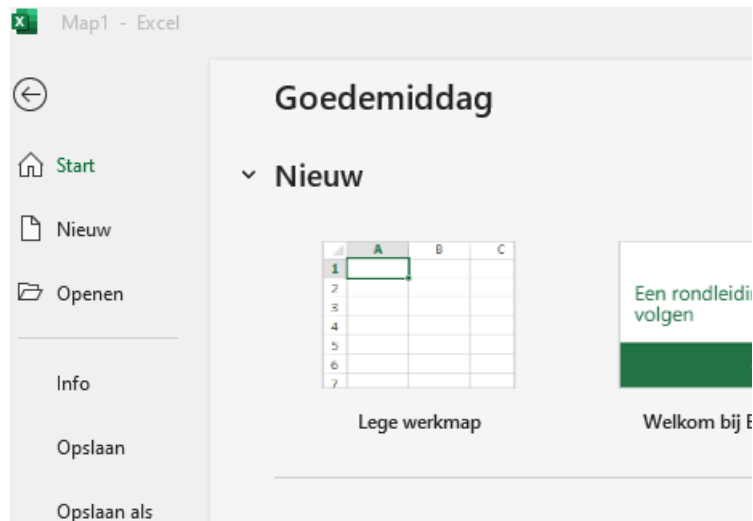 Map1 - Excel
Goedemiddag
Start
Nieuw
Nieuw
Openen
Info
Opslaan
Opslaan als
A B C
1
2
3
4
5
6
7
Lege werkmap
Een
volgen
Welkom bij